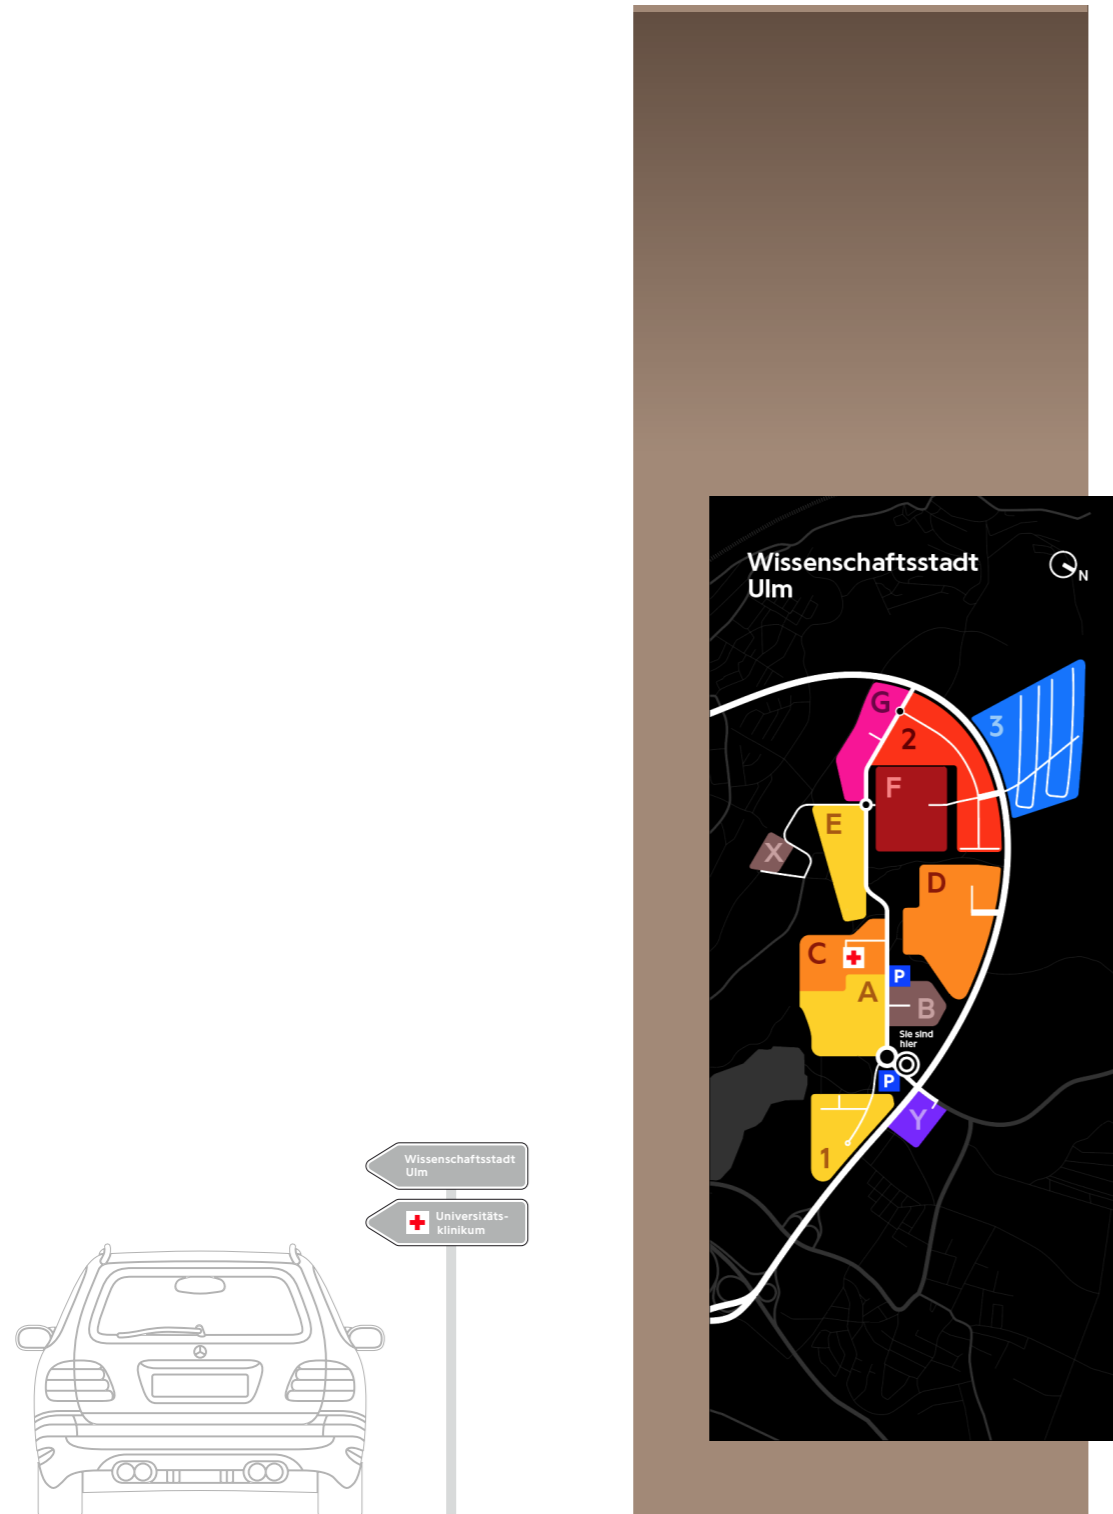 Wissenschaftsstadt
Ulm
N
G
2
3
F
E
X
D
C
A
P
B
Sie sind
hier
P
Y
1
Wissenschaftsstadt
Ulm
Universitäts-
klinikum